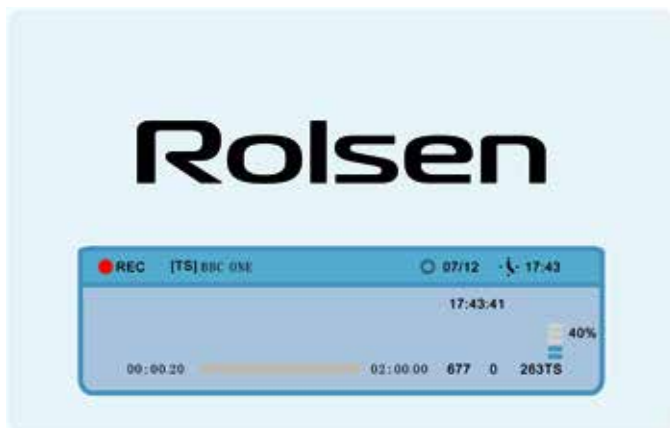 Rolsen
REC [TS] BBC ONE 07/12 17:43
17:43:41
40%
00:00.20 02:00.00 677 0 263TS